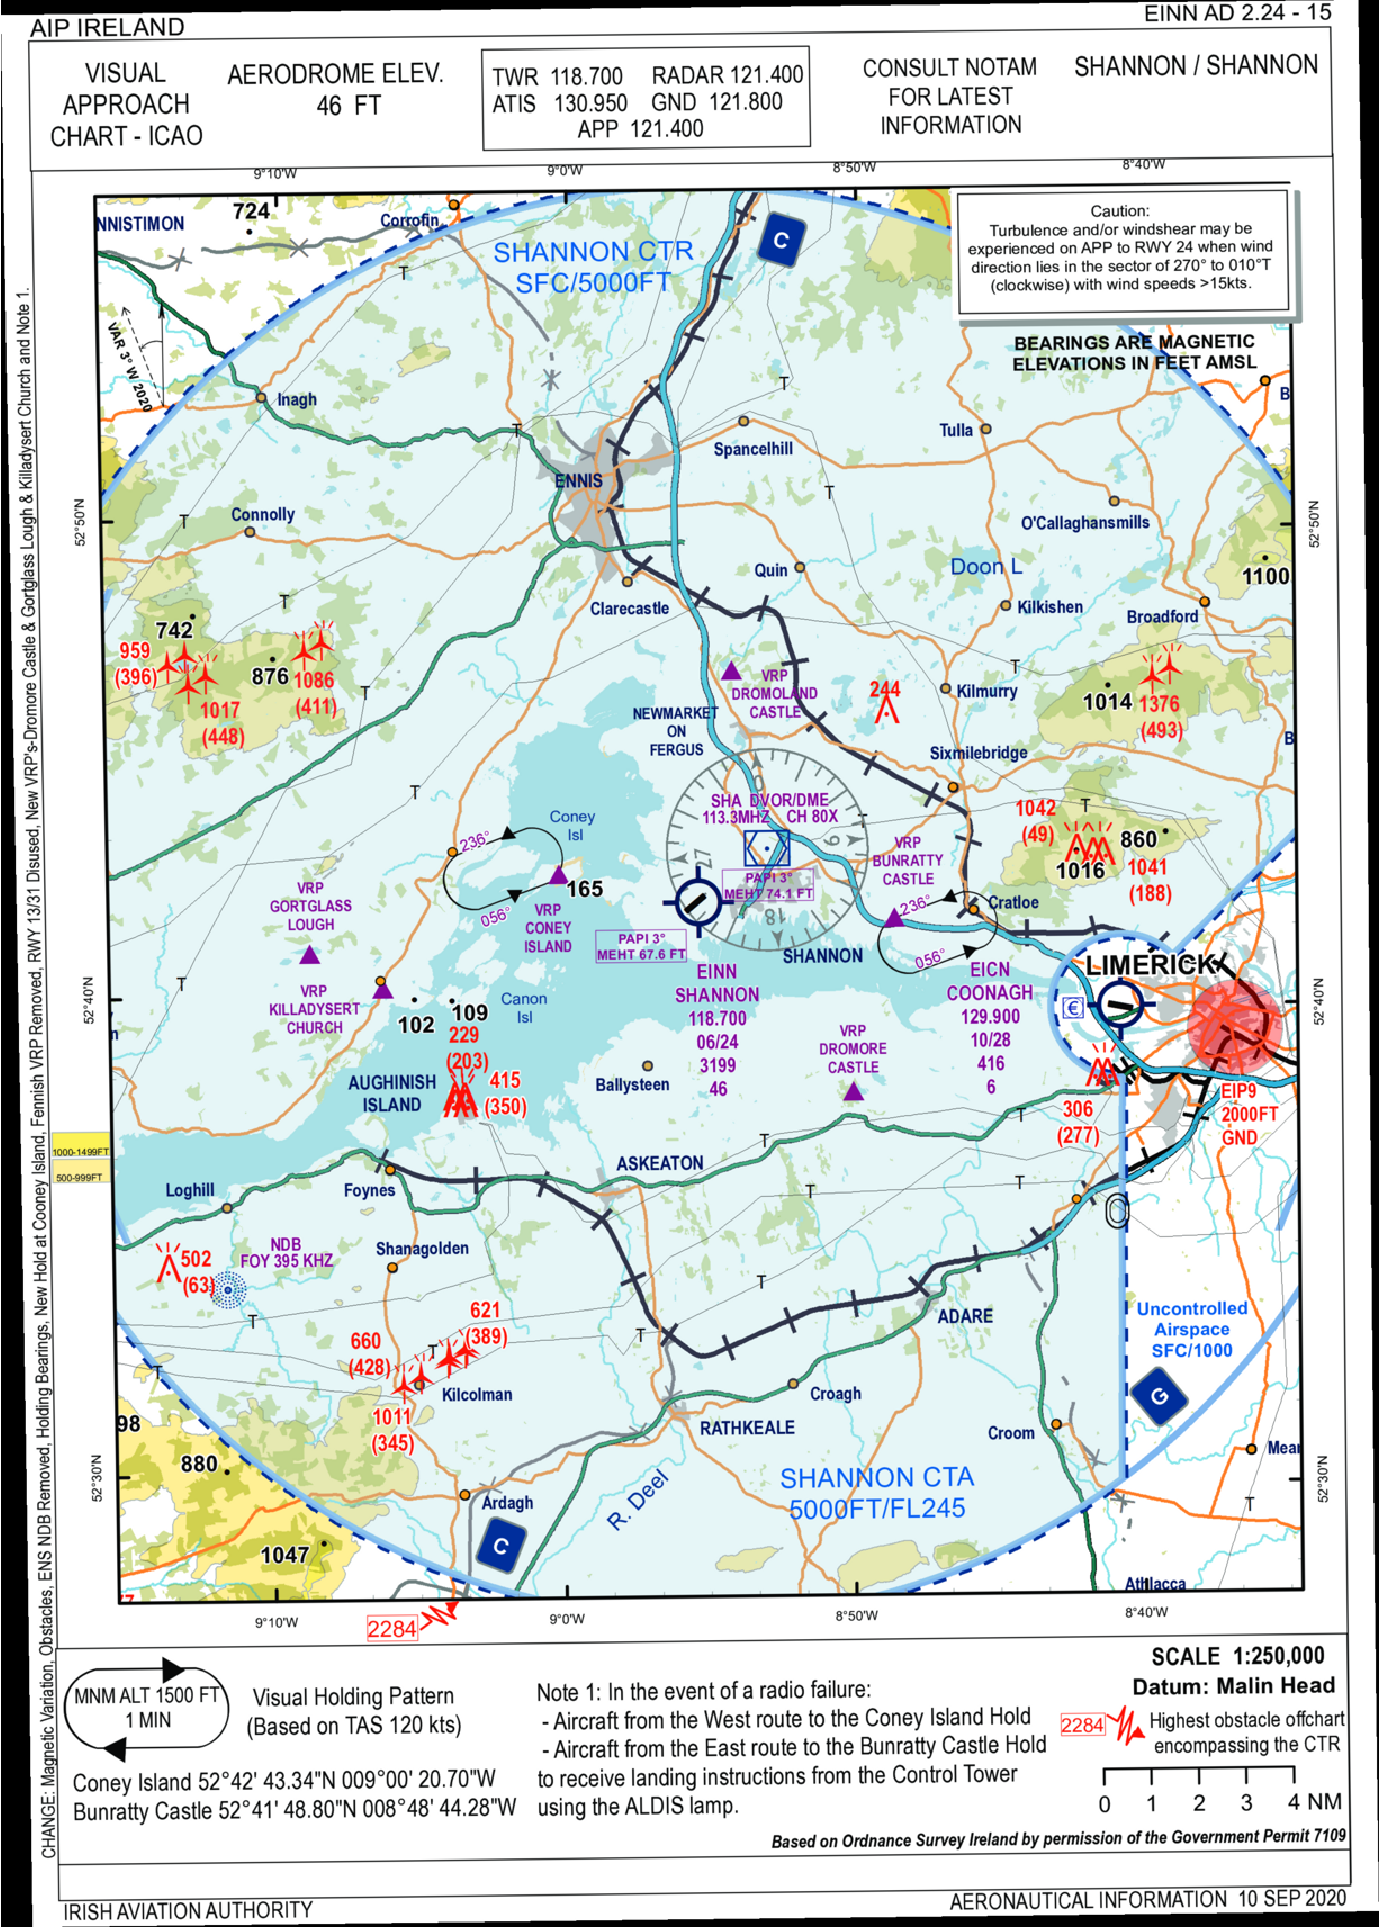 AIP IRELAND
EINN AD 2.24 - 15
VISUAL
APPROACH
CHART - ICAO
AERODROME ELEV.
46 FT
TWR 118.700 RADAR 121.400
ATIS 130.950 GND 121.800
APP 121.400
CONSULT NOTAM
FOR LATEST
INFORMATION
SHANNON / SHANNON
9°10'W
9°0'W
8°50'W
8°40'W
NNISTIMON
724
Corrofin
SHANNON CTR
SFC/5000FT
C
Caution:
Turbulence and/or windshear may be
experienced on APP to RWY 24 when wind
direction lies in the sector of 270° to 010°T
(clockwise) with wind speeds >15kts.
BEARINGS ARE MAGNETIC
ELEVATIONS IN FEET AMSL
VAR 3° W 2020
T
T
Inagh
B
T
Spancelhill
Tulla
ENNIS
T
52°50'N
52°50'N
Connolly
T
O'Callaghansmills
Quin
Doon L
1100
T
Clarecastle
Kilkishen
Broadford
742
959
(396)
876
1086
(411)
1017
(448)
T
VRP
DROMOLAND
CASTLE
244
Kilmurry
T
1014
1376
(493)
NEWMARKET
ON
FERGUS
Sixmilebridge
B
T
Coney
Isl
SHA DVOR/DME
113.3MHZ CH 80X
0
9
18
27
1042
(49)
T
860
1016
1041
(188)
236°
056°
165
VRP
CONEY
ISLAND
VRP
BUNRATTY
CASTLE
PAPI 3°
MEHT 74.1 FT
236°
056°
Cratloe
VRP
GORTGLASS
LOUGH
PAPI 3°
MEHT 67.6 FT
SHANNON
LIMERICK
T
VRP
KILLADYSERT
CHURCH
52°40'N
52°40'N
EINN
SHANNON
118.700
06/24
3199
46
EICN
COONAGH
129.900
10/28
416
6
€
Canon
Isl
102
109
229
(203)
415
(350)
AUGHINISH
ISLAND
Ballysteen
VRP
DROMORE
CASTLE
306
(277)
EIP9
2000FT
GND
T
T
1000-1499FT
500-999FT
ASKEATON
Loghill
Foynes
T
T
502
(63)
NDB
FOY 395 KHZ
Shanagolden
T
T
T
621
(389)
660
(428)
T
T
ADARE
Uncontrolled
Airspace
SFC/1000
G
Kilcolman
1011
(345)
Croagh
98
RATHKEALE
Croom
Mear
880
52°30'N
52°30'N
SHANNON CTA
5000FT/FL245
R. Deel
Ardagh
T
C
1047
Athlacca
9°10'W
9°0'W
8°50'W
8°40'W
2284
MNM ALT 1500 FT
1 MIN
Visual Holding Pattern
(Based on TAS 120 kts)
Coney Island 52°42' 43.34"N 009°00' 20.70"W
Bunratty Castle 52°41' 48.80"N 008°48' 44.28"W
Note 1: In the event of a radio failure:
- Aircraft from the West route to the Coney Island Hold
- Aircraft from the East route to the Bunratty Castle Hold
to receive landing instructions from the Control Tower
using the ALDIS lamp.
SCALE 1:250,000
Datum: Malin Head
2284
Highest obstacle offchart
encompassing the CTR
0 1 2 3 4 NM
Based on Ordnance Survey Ireland by permission of the Government Permit 7109
IRISH AVIATION AUTHORITY
AERONAUTICAL INFORMATION 10 SEP 2020
CHANGE: Magnetic Variation, Obstacles, ENS NDB Removed, Holding Bearings, New Hold at Cooney Island, Fennish VRP Removed, RWY 13/31 Disused, New VRP's-Dromore Castle & Gortglass Lough & Killadysert Church and Note 1.